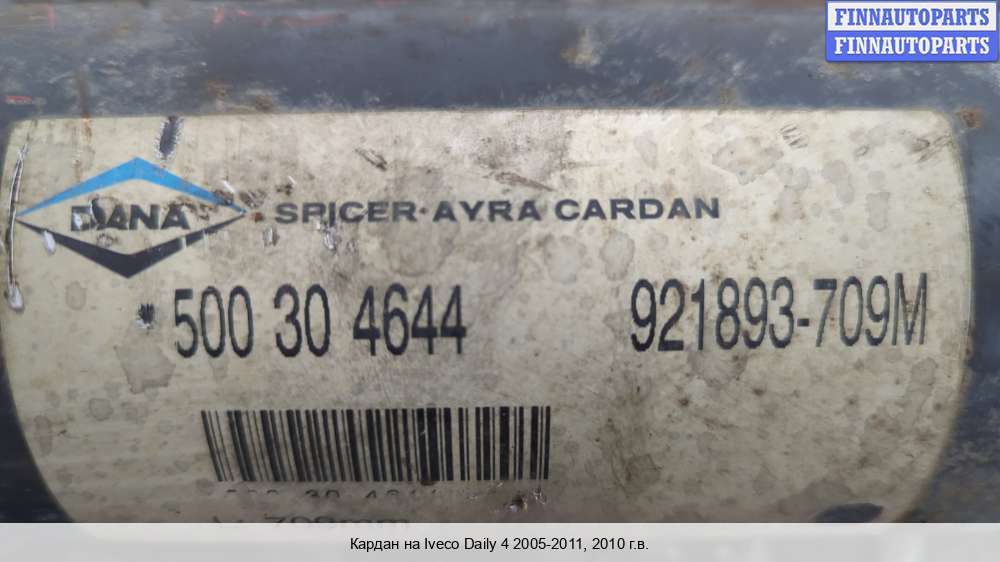 FINNAUTOPARTS
FINNAUTOPARTS
DANA SPICER·AYRA CARDAN
500 30 4644 921893-709M
Кардан на Iveco Daily 4 2005-2011, 2010 г.в.